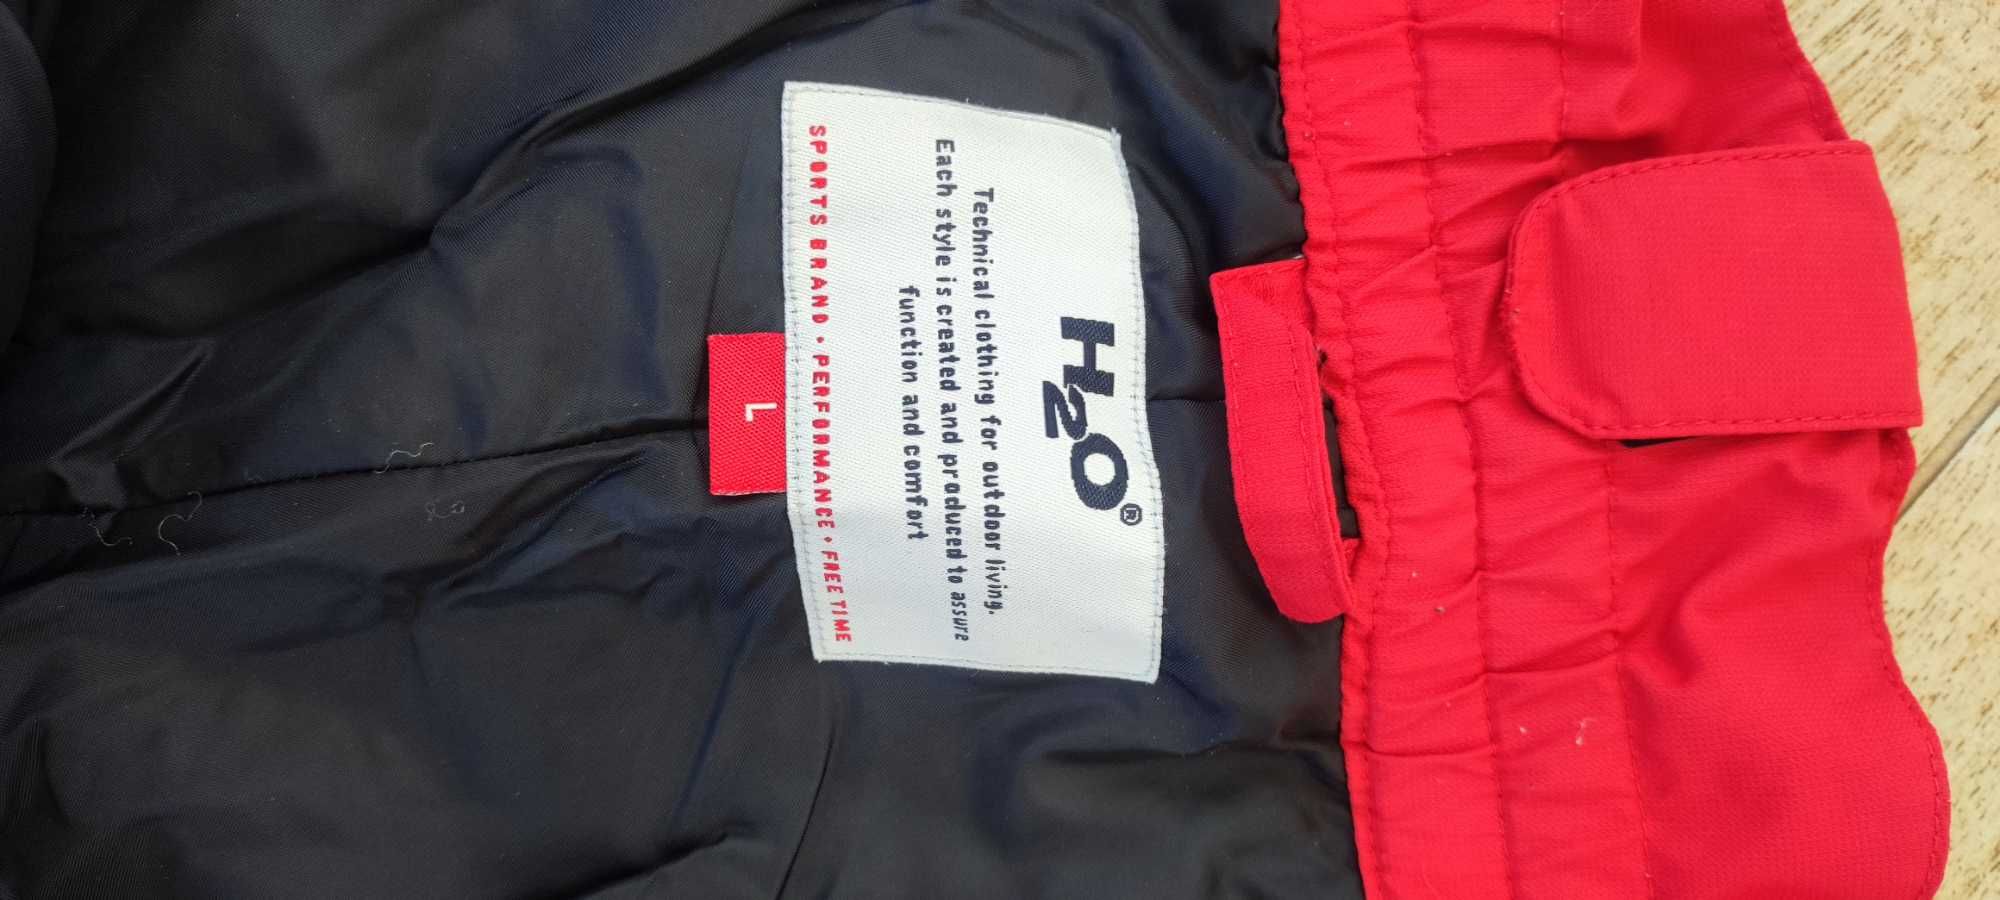 H2O®
Technical clothing for outdoor living.
Each style is created and produced to assure
function and comfort
SPORTS BRAND • PERFORMANCE • FREE TIME
L